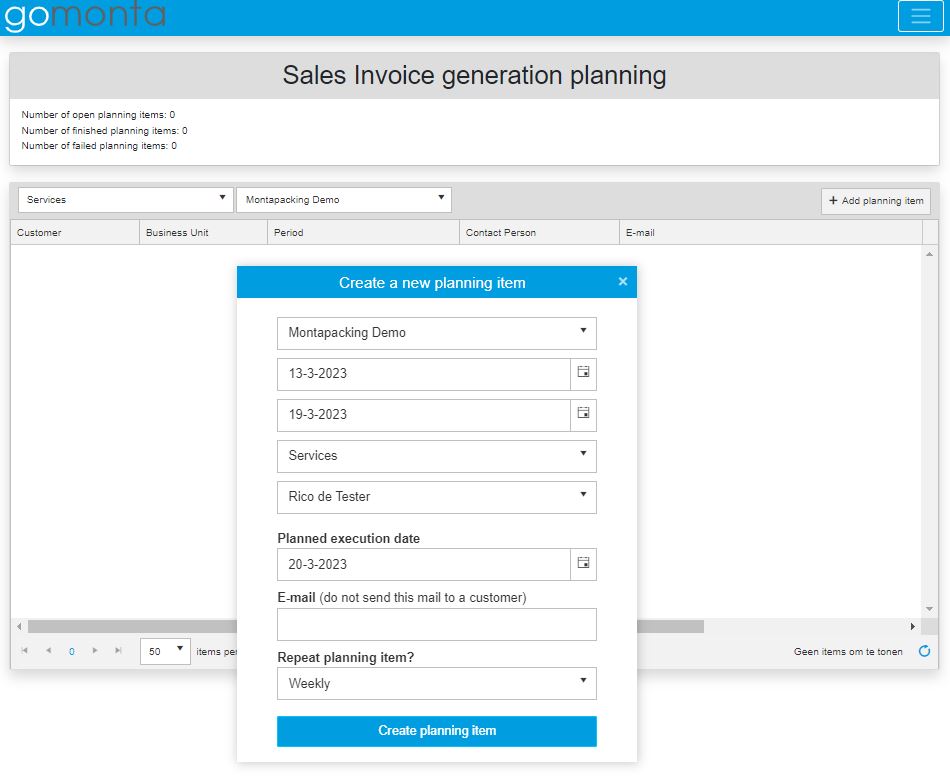 gomonta
Sales Invoice generation planning
Number of open planning items: 0
Number of finished planning items: 0
Number of failed planning items: 0
Services Montapacking Demo + Add planning item
Customer Business Unit Period Contact Person E-mail
Create a new planning item ×
Montapacking Demo
13-3-2023
19-3-2023
Services
Rico de Tester
Planned execution date
20-3-2023
E-mail (do not send this mail to a customer)
0 50 items per Geen items om te tonen
Repeat planning item?
Weekly
Create planning item